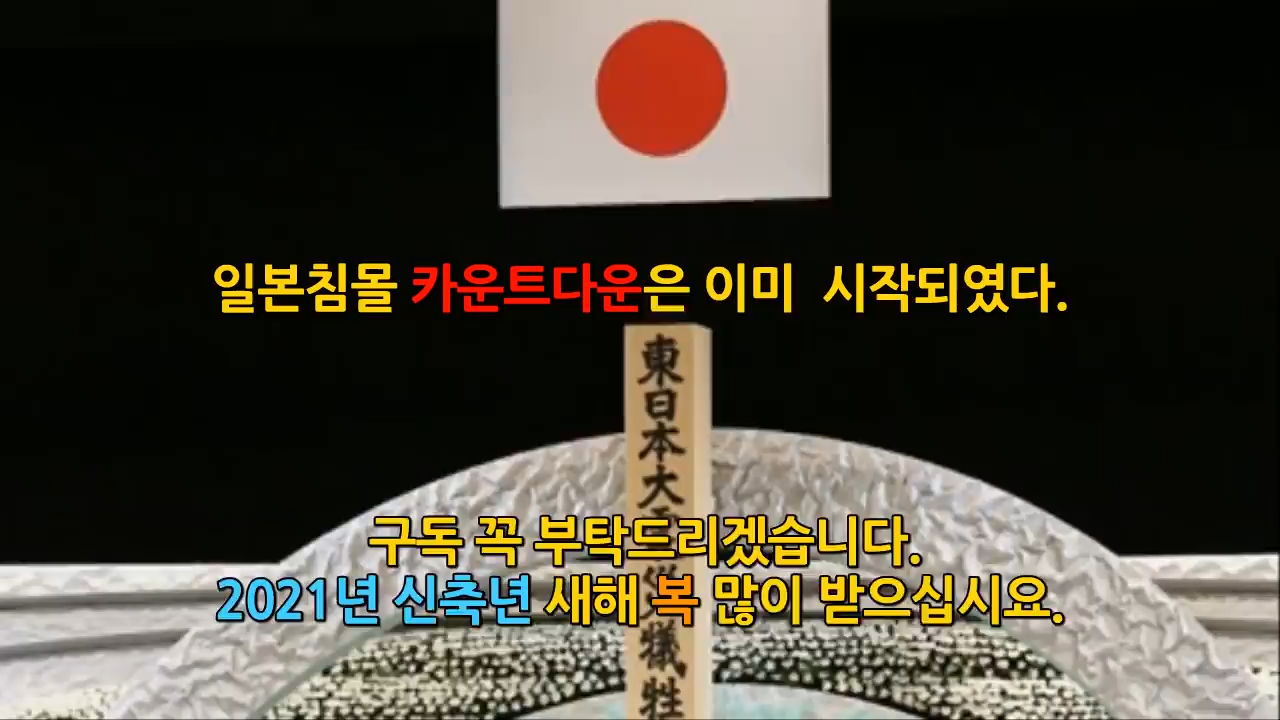 일본침몰 카운트다운은 이미 시작되였다.
東日本大
犠牲
구독 꼭 부탁드리겠습니다.
2021년 신축년 새해 복 많이 받으십시요.